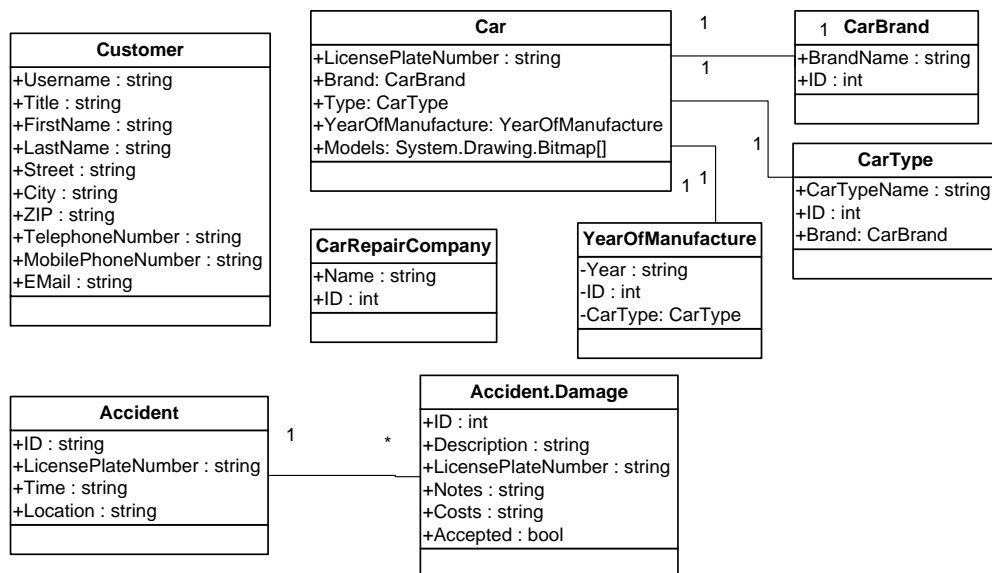 Customer
+Username : string
+Title : string
+FirstName : string
+LastName : string
+Street : string
+City : string
+ZIP : string
+TelephoneNumber : string
+MobilePhoneNumber : string
+EMail : string
Car
+LicensePlateNumber : string
+Brand: CarBrand
+Type: CarType
+YearOfManufacture: YearOfManufacture
+Models: System.Drawing.Bitmap[]
1
1
1
1
1
1
CarBrand
+BrandName : string
+ID : int
CarType
+CarTypeName : string
+ID : int
+Brand: CarBrand
CarRepairCompany
+Name : string
+ID : int
YearOfManufacture
-Year : string
-ID : int
-CarType: CarType
Accident
+ID : string
+LicensePlateNumber : string
+Time : string
+Location : string
1
*
Accident.Damage
+ID : int
+Description : string
+LicensePlateNumber : string
+Notes : string
+Costs : string
+Accepted : bool